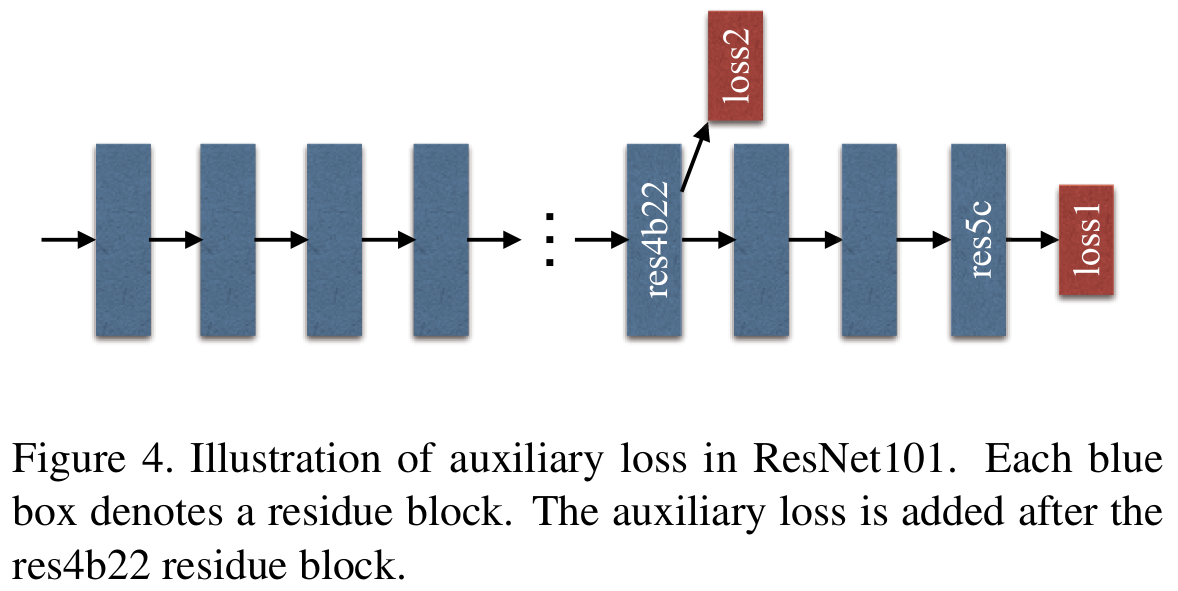 loss2
res4b22
res5c
loss1
Figure 4. Illustration of auxiliary loss in ResNet101. Each blue
box denotes a residue block. The auxiliary loss is added after the
res4b22 residue block.